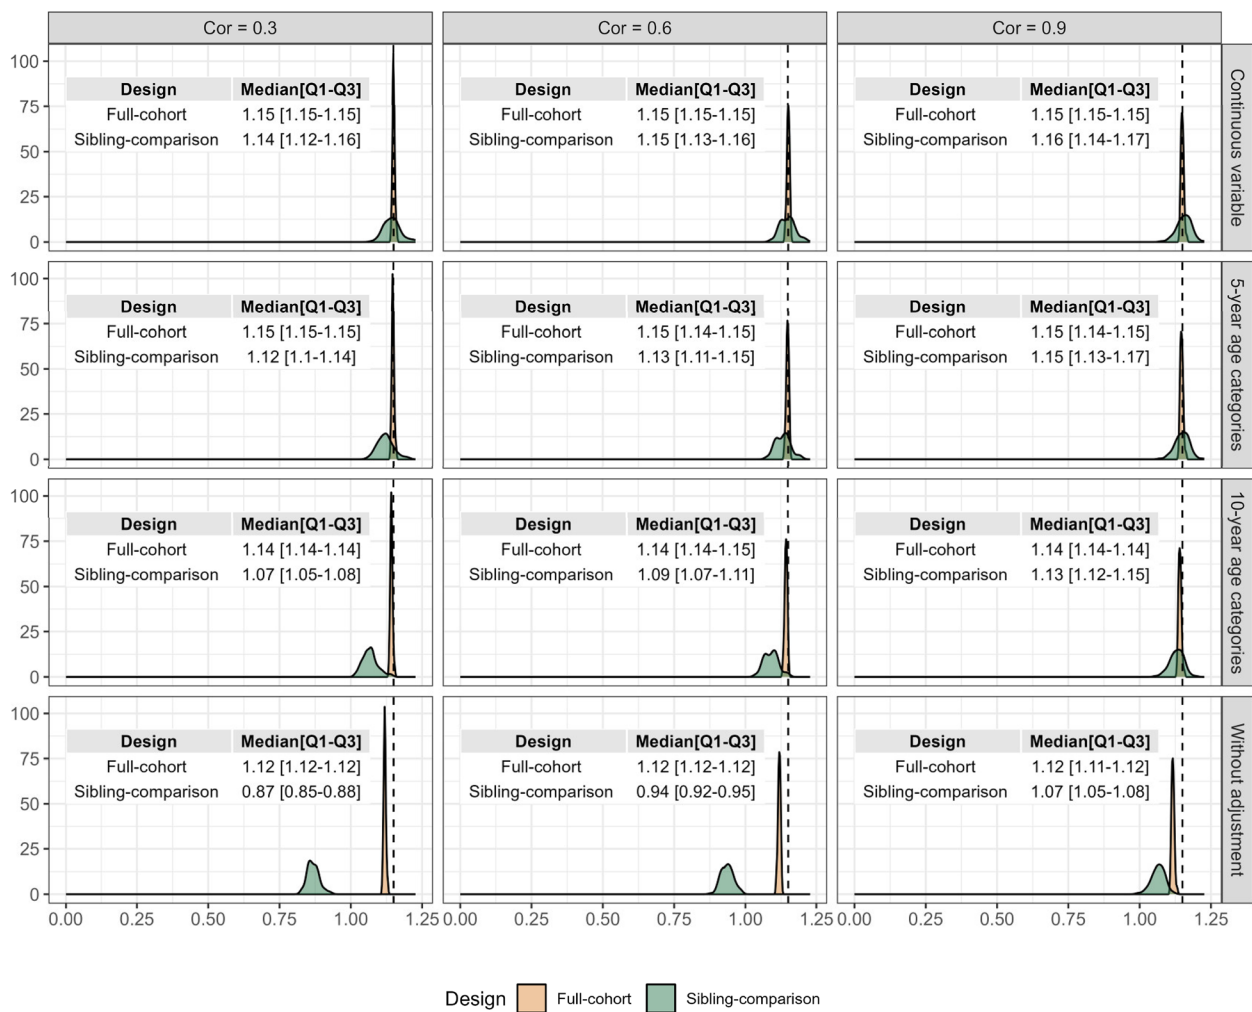 Cor = 0.3 Cor = 0.6 Cor = 0.9
Continuous variable
100
75
50
25
0
Design Median[Q1-Q3]
Full-cohort 1.15 [1.15-1.15]
Sibling-comparison 1.14 [1.12-1.16]
Design Median[Q1-Q3]
Full-cohort 1.15 [1.15-1.15]
Sibling-comparison 1.15 [1.13-1.16]
Design Median[Q1-Q3]
Full-cohort 1.15 [1.15-1.15]
Sibling-comparison 1.16 [1.14-1.17]
5-year age categories
100
75
50
25
0
Design Median[Q1-Q3]
Full-cohort 1.15 [1.15-1.15]
Sibling-comparison 1.12 [1.1-1.14]
Design Median[Q1-Q3]
Full-cohort 1.15 [1.14-1.15]
Sibling-comparison 1.13 [1.11-1.15]
Design Median[Q1-Q3]
Full-cohort 1.15 [1.14-1.15]
Sibling-comparison 1.15 [1.13-1.17]
10-year age categories
100
75
50
25
0
Design Median[Q1-Q3]
Full-cohort 1.14 [1.14-1.14]
Sibling-comparison 1.07 [1.05-1.08]
Design Median[Q1-Q3]
Full-cohort 1.14 [1.14-1.15]
Sibling-comparison 1.09 [1.07-1.11]
Design Median[Q1-Q3]
Full-cohort 1.14 [1.14-1.14]
Sibling-comparison 1.13 [1.12-1.15]
Without adjustment
100
75
50
25
0
Design Median[Q1-Q3]
Full-cohort 1.12 [1.12-1.12]
Sibling-comparison 0.87 [0.85-0.88]
Design Median[Q1-Q3]
Full-cohort 1.12 [1.12-1.12]
Sibling-comparison 0.94 [0.92-0.95]
Design Median[Q1-Q3]
Full-cohort 1.12 [1.11-1.12]
Sibling-comparison 1.07 [1.05-1.08]
0.00 0.25 0.50 0.75 1.00 1.25 0.00 0.25 0.50 0.75 1.00 1.25 0.00 0.25 0.50 0.75 1.00 1.25
Design Full-cohort Sibling-comparison